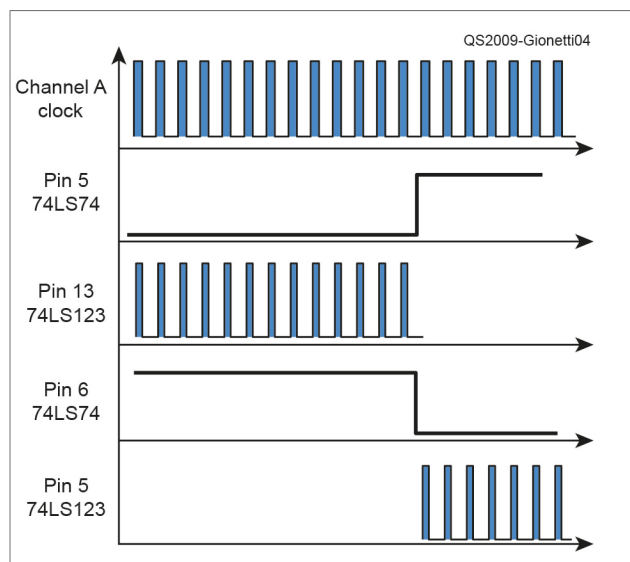 QS2009-Gionetti04
Channel A
clock
Pin 5
74LS74
Pin 13
74LS123
Pin 6
74LS74
Pin 5
74LS123